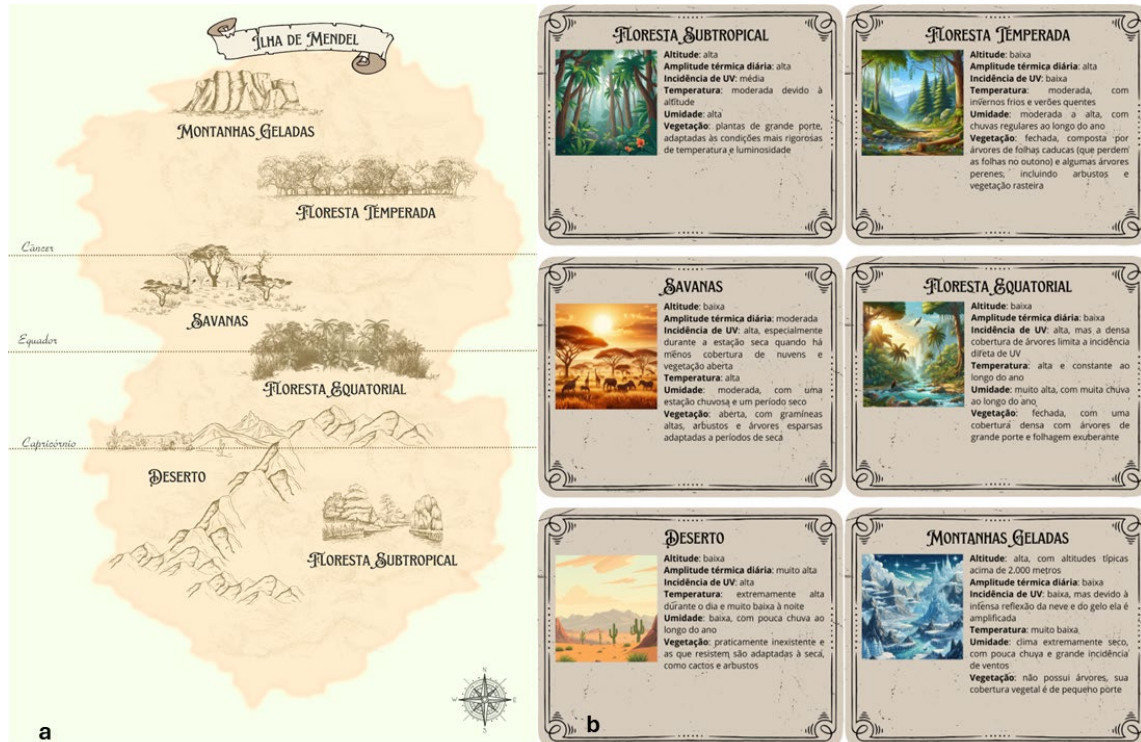 ILHA DE MENDEL
MONTANHAS GELADAS
FLORESTA TEMPERADA
Câncer
SAVANAS
Equador
FLORESTA EQUATORIAL
Capricórnio
DESERTO
FLORESTA SUBTROPICAL
N
W
E
S
a
FLORESTA SUBTROPICAL
Altitude: alta
Amplitude térmica diária: alta
Incidência de UV: média
Temperatura: moderada devido à
altitude
Umidade: alta
Vegetação: plantas de grande porte,
adaptadas às condições mais rigorosas
de temperatura e luminosidade
FLORESTA TEMPERADA
Altitude: baixa
Amplitude térmica diária: alta
Incidência de UV: baixa
Temperatura: moderada, com
invernos frios e verões quentes
Umidade: moderada a alta, com
chuvas regulares ao longo do ano
Vegetação: fechada, composta por
árvores de folhas caducas (que perdem
as folhas no outono) e algumas árvores
perenes, incluindo arbustos e
vegetação rasteira
SAVANAS
Altitude: baixa
Amplitude térmica diária: moderada
Incidência de UV: alta, especialmente
durante a estação seca quando há
menos cobertura de nuvens e
vegetação aberta
Temperatura: alta
Umidade: moderada, com uma
estação chuvosa e um período seco
Vegetação: aberta, com gramíneas
altas, arbustos e árvores esparsas
adaptadas a períodos de seca
FLORESTA EQUATORIAL
Altitude: baixa
Amplitude térmica diária: baixa
Incidência de UV: alta, mas a densa
cobertura de árvores limita a incidência
direta de UV
Temperatura: alta e constante ao
longo do ano
Umidade: muito alta, com muita chuva
ao longo do ano
Vegetação: fechada, com uma
cobertura densa com árvores de
grande porte e folhagem exuberante
DESERTO
Altitude: baixa
Amplitude térmica diária: muito alta
Incidência de UV: alta
Temperatura: extremamente alta
durante o dia e muito baixa à noite
Umidade: baixa, com pouca chuva ao
longo do ano
Vegetação: praticamente inexistente e
as que resistem são adaptadas à seca,
como cactos e arbustos
MONTANHAS GELADAS
Altitude: alta, com altitudes típicas
acima de 2.000 metros
Amplitude térmica diária: baixa
Incidência de UV: baixa, mas devido à
intensa reflexão da neve e do gelo ela é
amplificada
Temperatura: muito baixa
Umidade: clima extremamente seco,
com pouca chuva e grande incidência
de ventos
Vegetação: não possui árvores, sua
cobertura vegetal é de pequeno porte
b